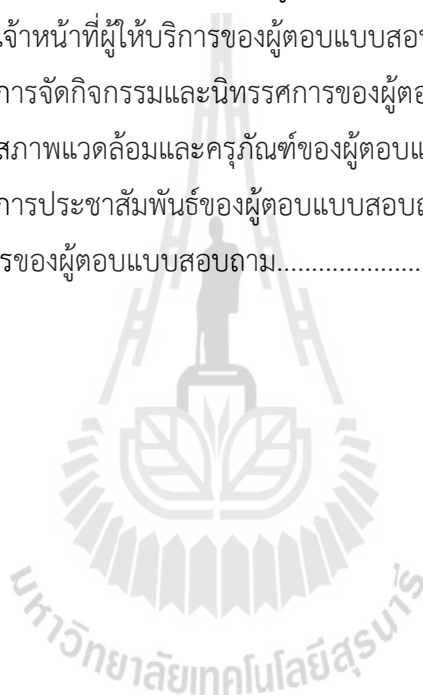 เจ้าหน้าที่ผู้ให้บริการของผู้ตอบแบบสอบ
การจัดกิจกรรมและนิทรรศการของผู้ตอ
สภาพแวดล้อมและครุภัณฑ์ของผู้ตอบแ
การประชาสัมพันธ์ของผู้ตอบแบบสอบถ
รของผู้ตอบแบบสอบถาม.....................
มหาวิทยาลัยเทคโนโลยีสุรนารี